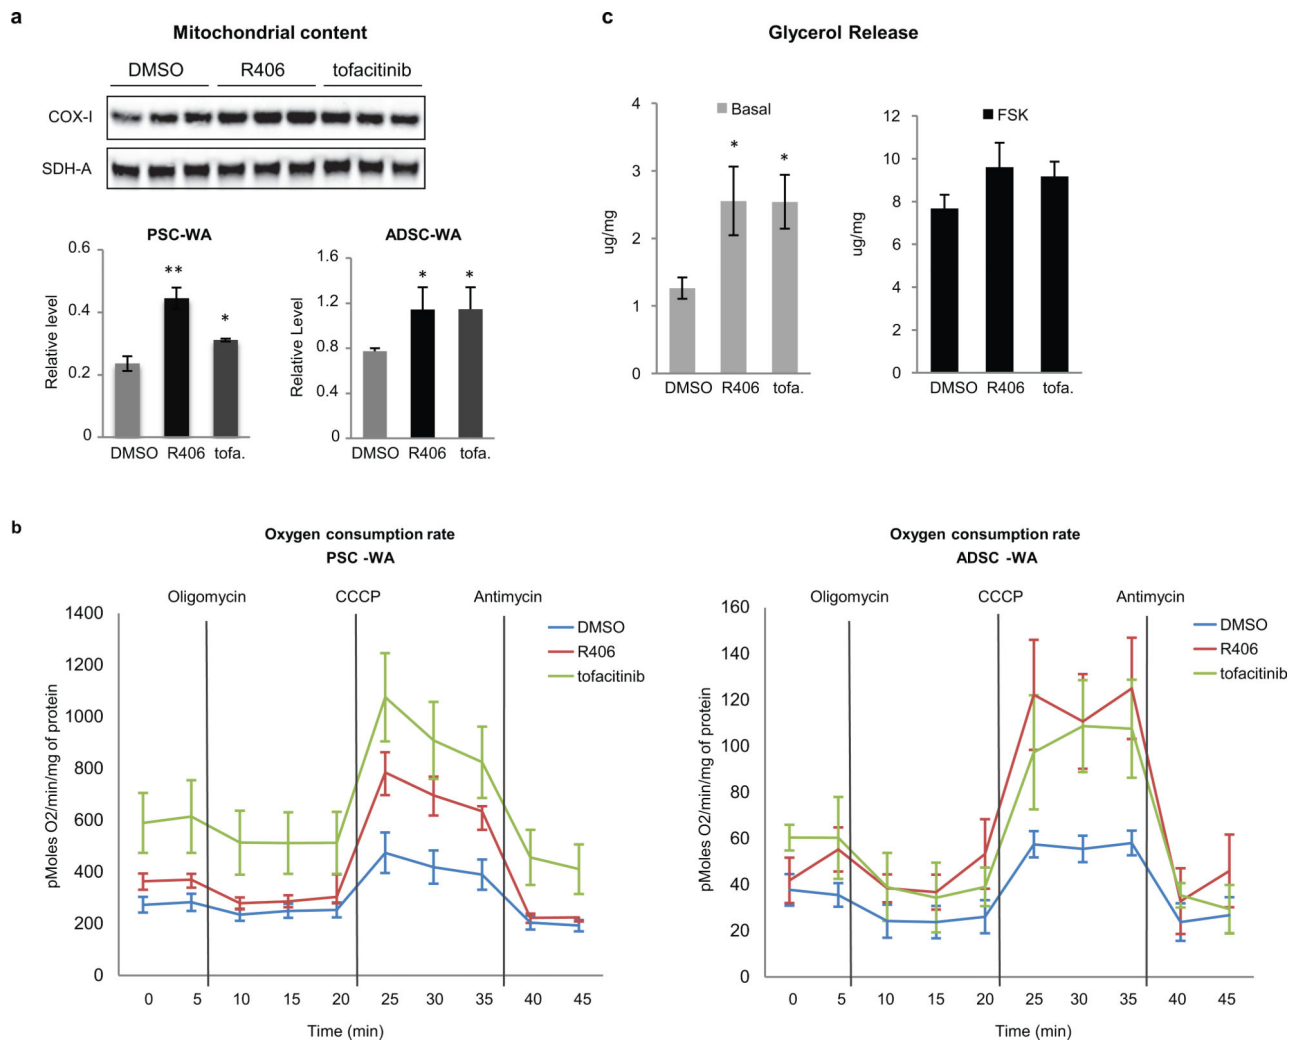 a
Mitochondrial content
DMSO R406 tofacitinib
COX-I
SDH-A
PSC-WA
Relative level
0.6
0.4
0.2
0
** 
*
DMSO R406 tofa.
ADSC-WA
Relative Level
1.6
1.2
0.8
0.4
0
* *
DMSO R406 tofa.
c
Glycerol Release
Basal
ug/mg
4
3
2
1
0
* *
DMSO R406 tofa.
FSK
ug/mg
12
10
8
6
4
2
0
DMSO R406 tofa.
b
Oxygen consumption rate
PSC -WA
Oligomycin CCCP Antimycin
DMSO
R406
tofacitinib
pMoles O2/min/mg of protein
1400
1200
1000
800
600
400
200
0
0 5 10 15 20 25 30 35 40 45
Time (min)
Oxygen consumption rate
ADSC -WA
Oligomycin CCCP Antimycin
DMSO
R406
tofacitinib
pMoles O2/min/mg of protein
160
140
120
100
80
60
40
20
0
0 5 10 15 20 25 30 35 40 45
Time (min)